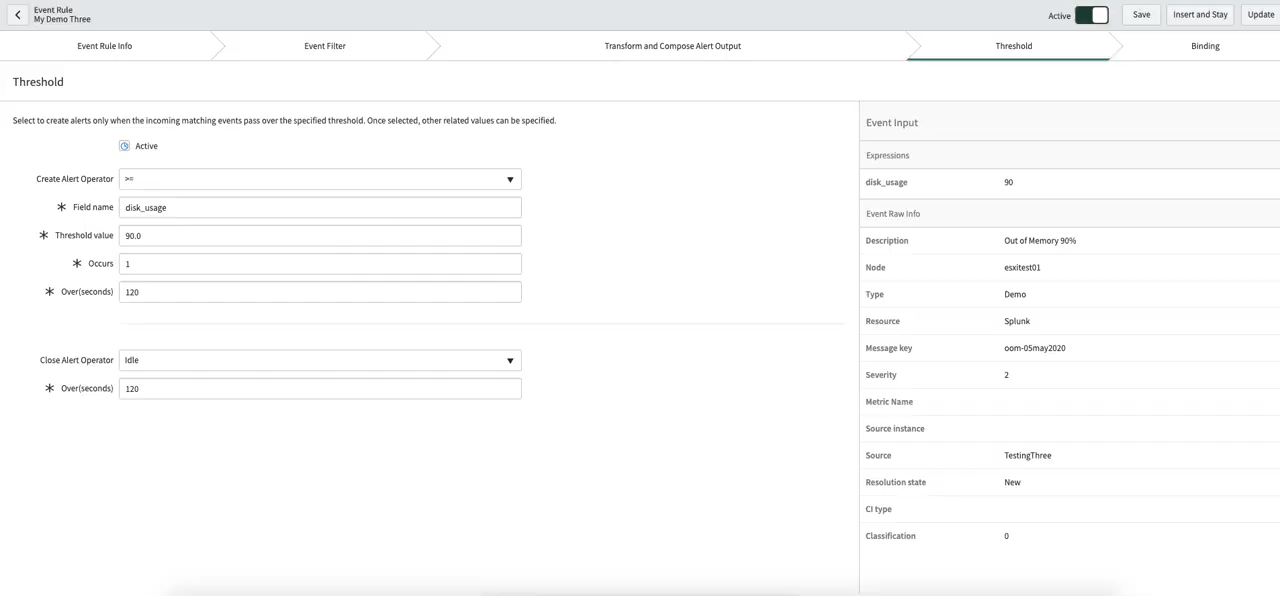 Event Rule
My Demo Three
Active
Save
Insert and Stay
Update
Event Rule Info
Event Filter
Transform and Compose Alert Output
Threshold
Binding
Threshold
Select to create alerts only when the incoming matching events pass over the specified threshold. Once selected, other related values can be specified.
Active
Create Alert Operator >=
* Field name disk_usage
* Threshold value 90.0
* Occurs 1
* Over(seconds) 120
Close Alert Operator Idle
* Over(seconds) 120
Event Input
Expressions
disk_usage 90
Event Raw Info
Description Out of Memory 90%
Node esxitest01
Type Demo
Resource Splunk
Message key oom-05may2020
Severity 2
Metric Name
Source instance
Source TestingThree
Resolution state New
CI type
Classification 0